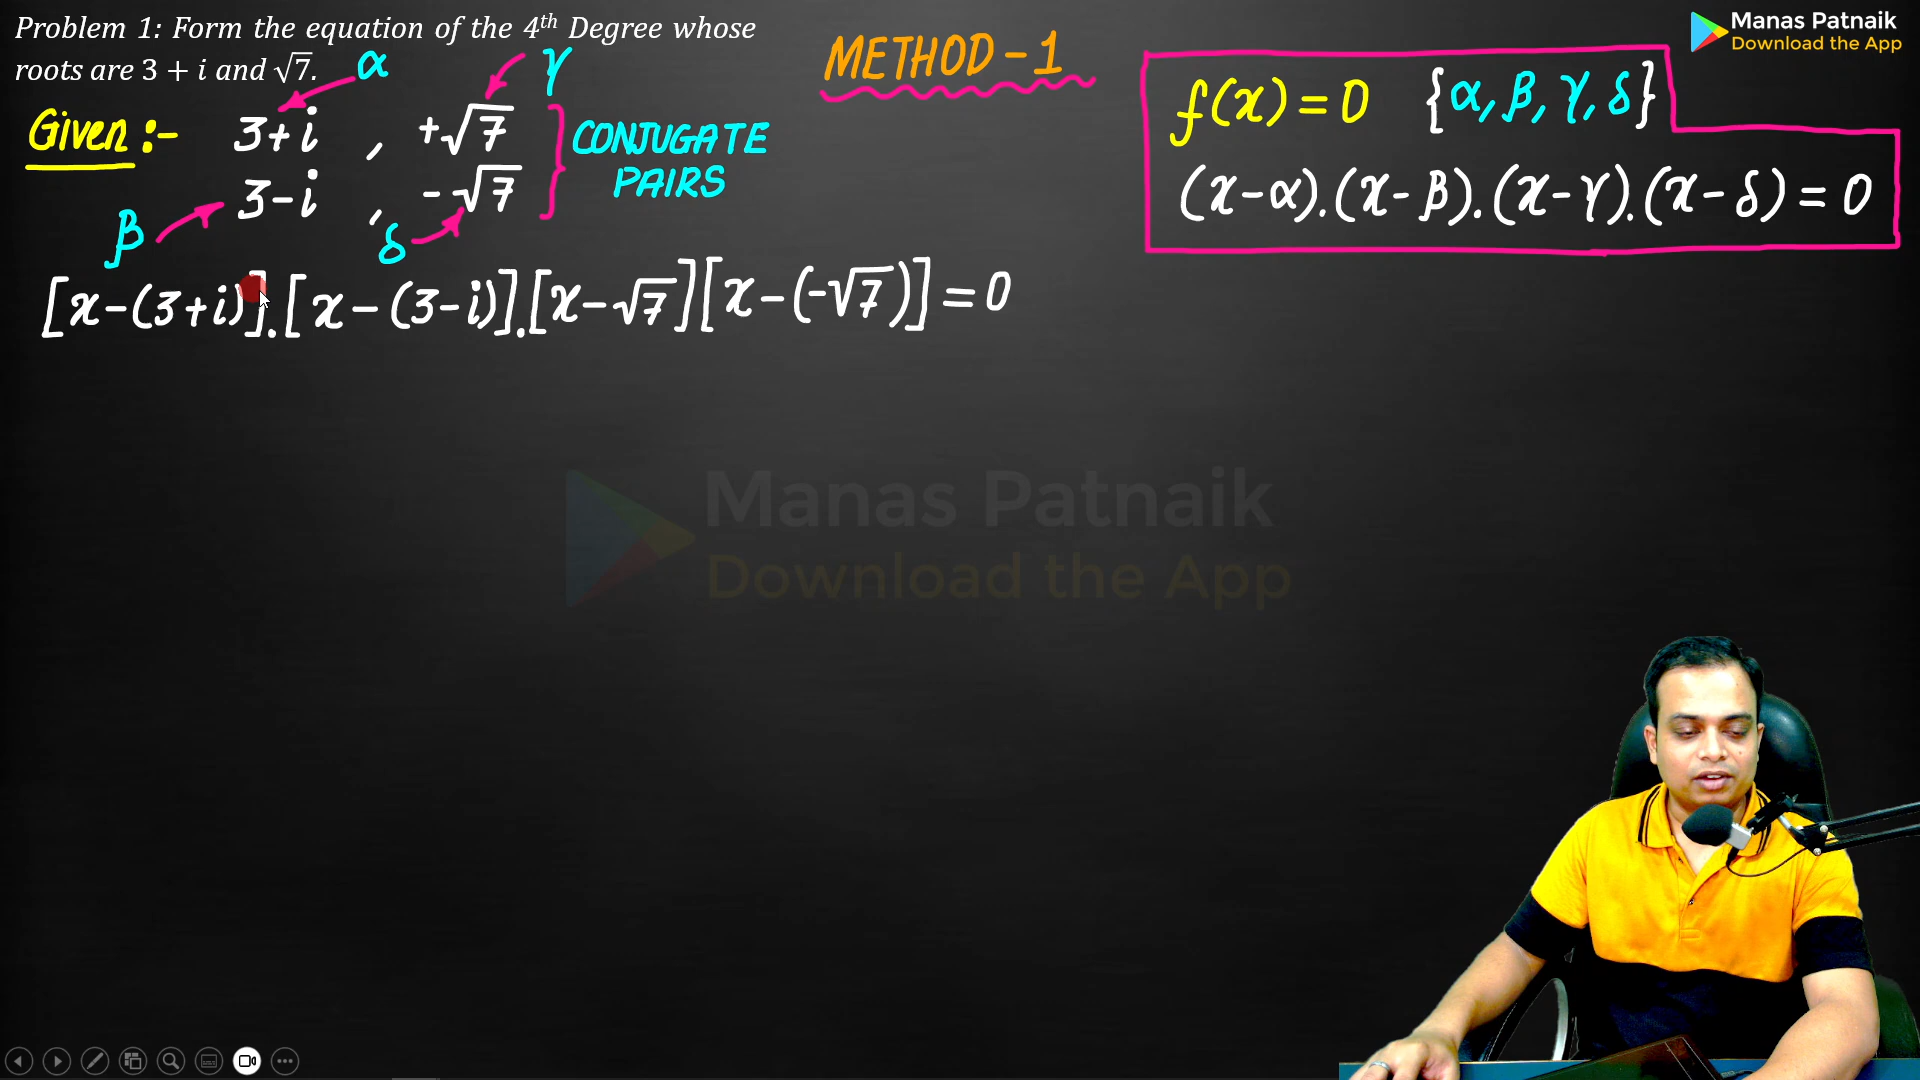 Problem 1: Form the equation of the 4th Degree whose
roots are 3 + i and √7.
α
γ
METHOD-1
Manas Patnaik
Download the App
f(x) = 0 {α, β, γ, δ}
(x-α).(x-β).(x-γ).(x-δ) = 0
Given :- 3+i , +√7
3-i , -√7
CONJUGATE
PAIRS
β
δ
[x-(3+i)].[x-(3-i)].[x-√7][x-(-√7)] = 0
Manas Patnaik
Download the App